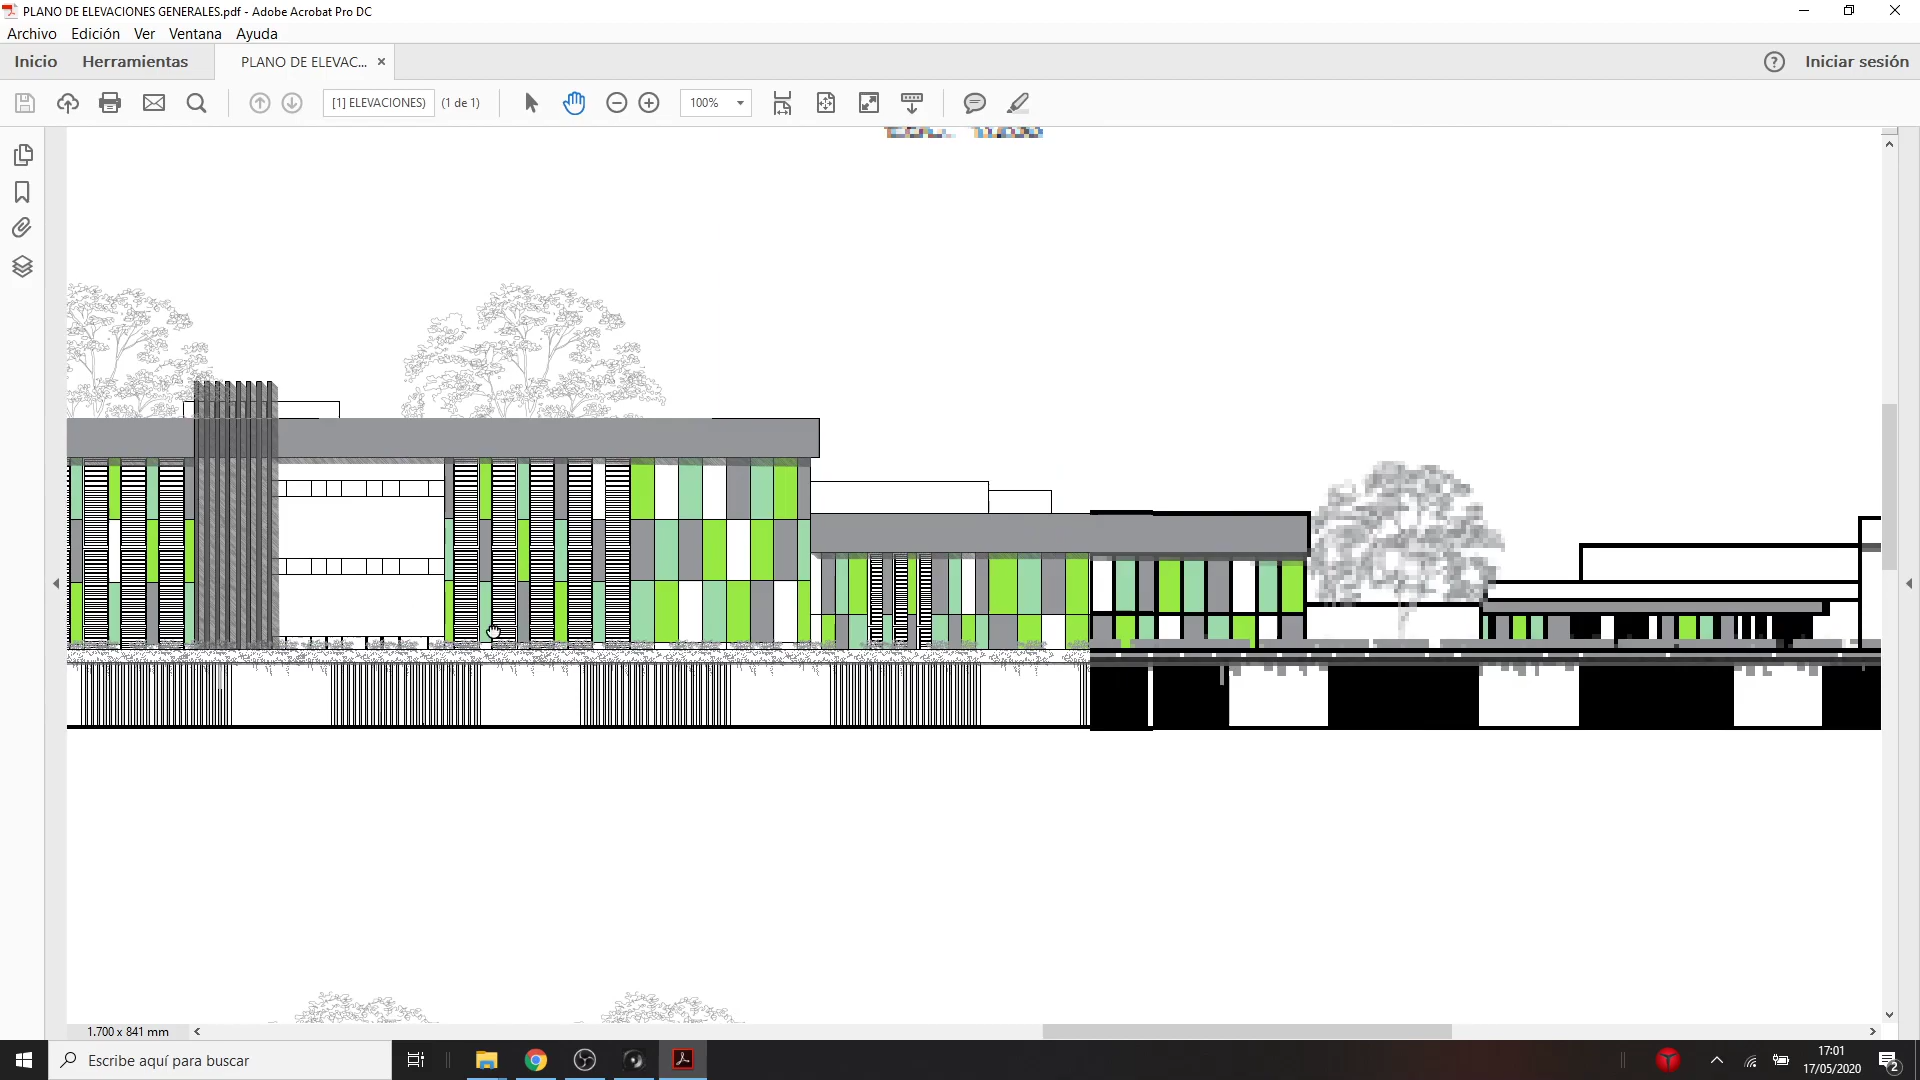 PLANO DE ELEVACIONES GENERALES.pdf - Adobe Acrobat Pro DC
Archivo Edición Ver Ventana Ayuda
Inicio Herramientas PLANO DE ELEVAC... × Iniciar sesión
[1] ELEVACIONES) (1 de 1) 100%
1.700 x 841 mm
Escribe aquí para buscar
17:01
17/05/2020
2